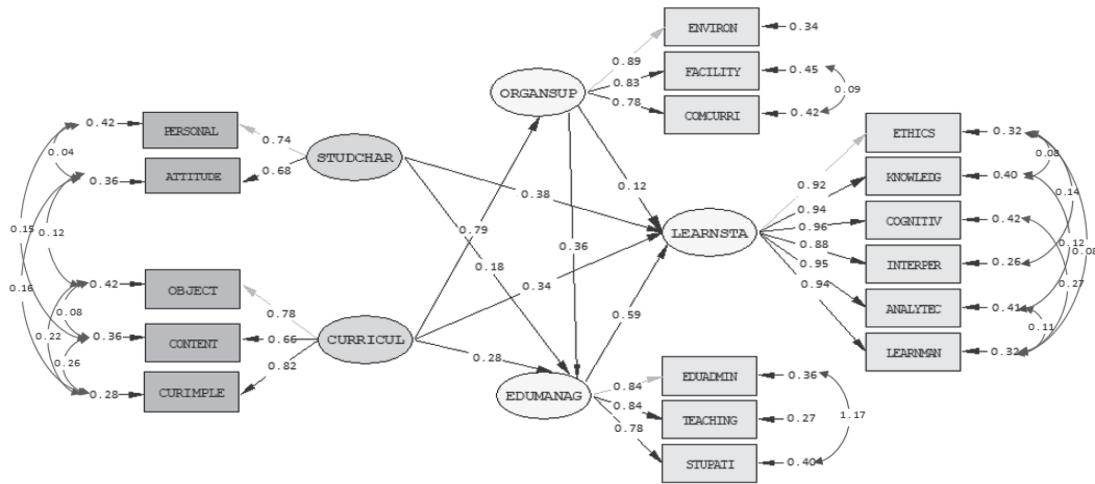 ENVIRON
0.34
0.89
FACILITY
0.45
0.83
0.09
ORGANSUP
0.78
COMCURRI
0.42
0.42
PERSONAL
0.74
ETHICS
0.32
0.04
STUDCHAR
0.08
0.36
ATTITUDE
0.68
KNOWLEDG
0.40
0.92
0.14
0.38
0.12
0.94
0.15
0.12
0.79
LEARNSTA
0.96
COGNITIV
0.42
0.88
0.36
0.12
0.08
0.18
0.95
INTERPER
0.26
0.16
0.42
OBJECT
0.34
0.94
0.27
0.08
0.78
0.59
ANALYTEC
0.41
0.22
0.36
CONTENT
0.66
CURRICUL
0.11
0.26
0.82
0.28
LEARNMAN
0.32
0.28
CURIMPLE
EDUMANAG
0.84
EDUADMIN
0.36
0.84
TEACHING
0.27
1.17
0.78
STUPATI
0.40